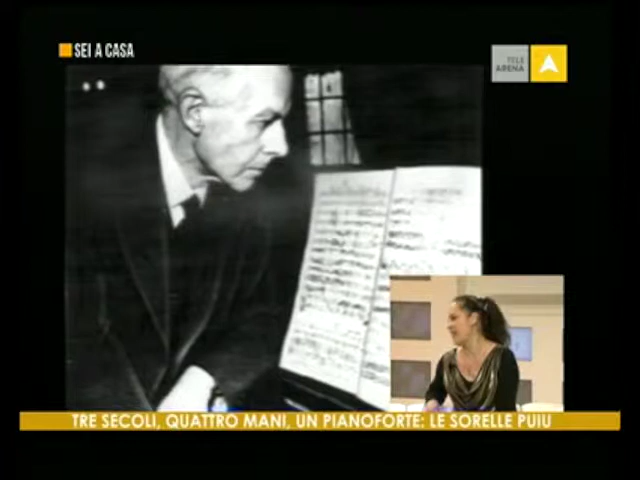 SEI A CASA
TELE
ARENA
TRE SECOLI, QUATTRO MANI, UN PIANOFORTE: LE SORELLE PUIU